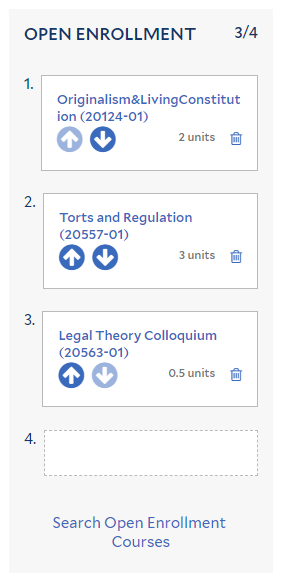 OPEN ENROLLMENT 3/4
1.
Originalism&LivingConstitut
ion (20124-01)
2 units
2.
Torts and Regulation
(20557-01)
3 units
3.
Legal Theory Colloquium
(20563-01)
0.5 units
4.
Search Open Enrollment
Courses